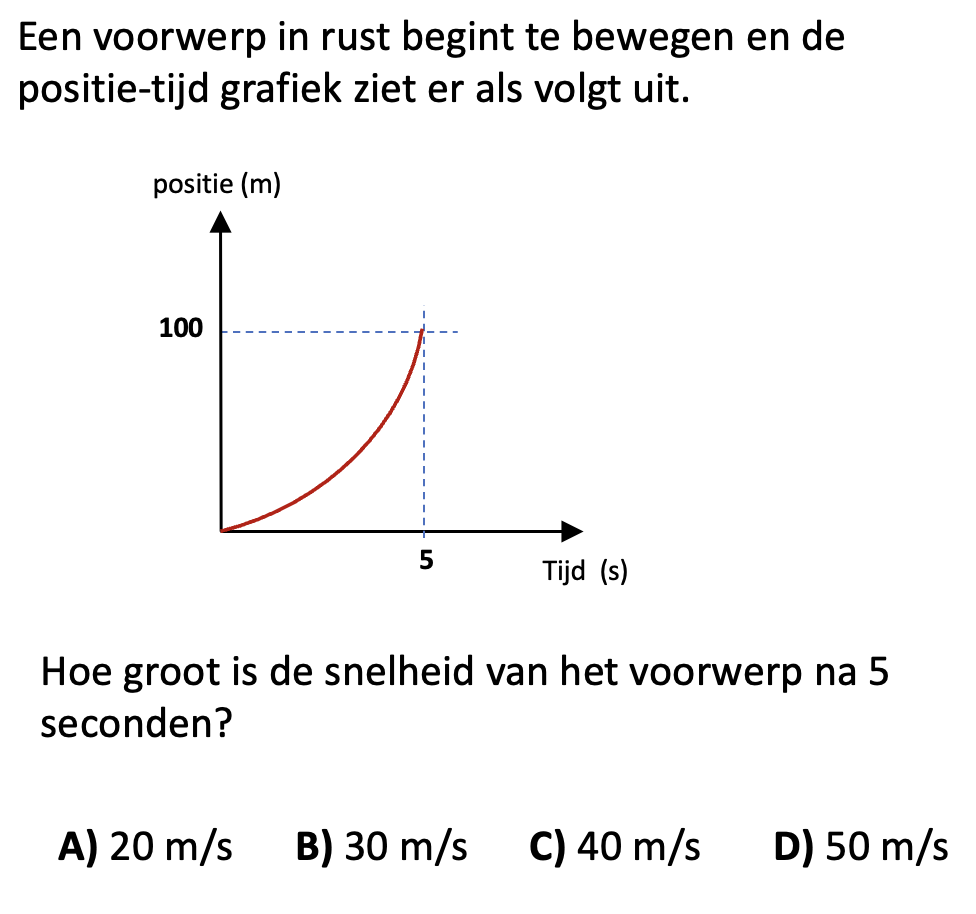 Een voorwerp in rust begint te bewegen en de
positie-tijd grafiek ziet er als volgt uit.
positie (m)
100
5
Tijd (s)
Hoe groot is de snelheid van het voorwerp na 5
seconden?
A) 20 m/s B) 30 m/s C) 40 m/s D) 50 m/s